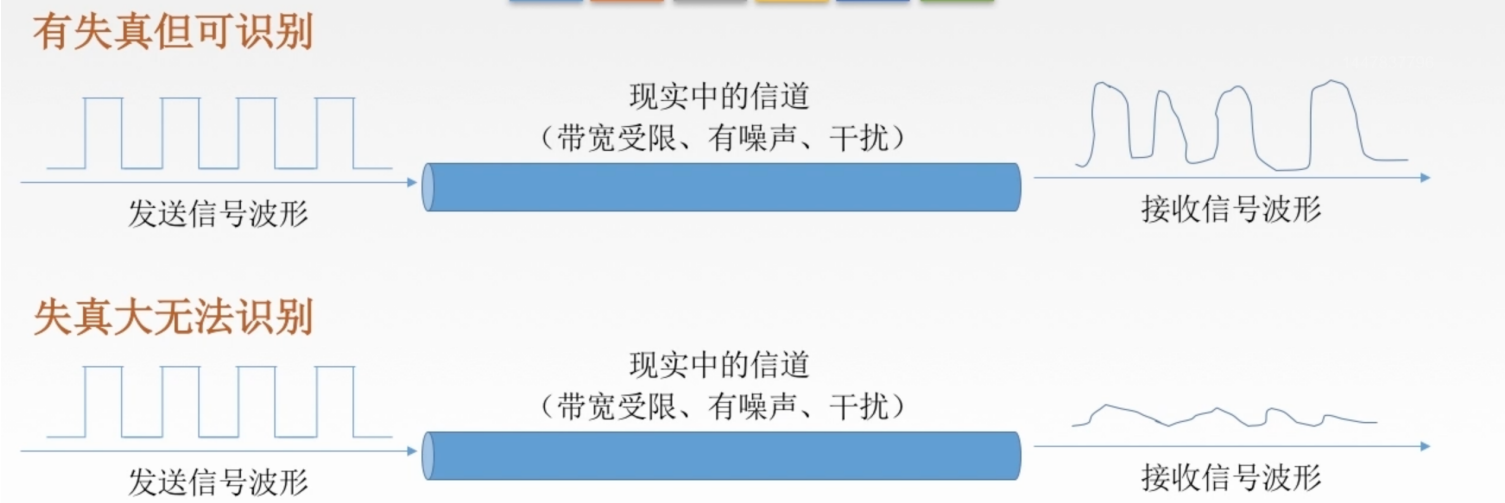 有失真但可识别
现实中的信道
（带宽受限、有噪声、干扰）
发送信号波形
接收信号波形
失真大无法识别
现实中的信道
（带宽受限、有噪声、干扰）
发送信号波形
接收信号波形